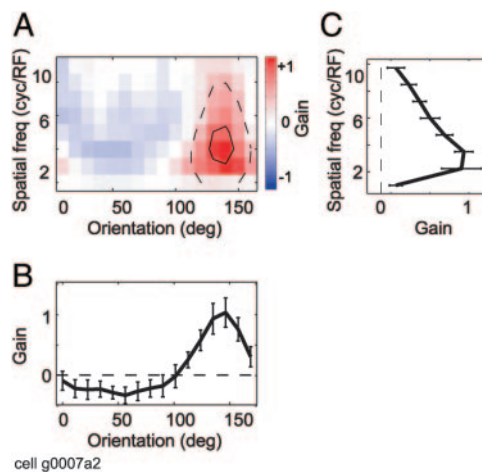 A
Spatial freq (cyc/RF)
10
6
2
0
50
100
150
Orientation (deg)
+1
0
-1
Gain
C
Spatial freq (cyc/RF)
10
6
2
0
1
Gain
B
Gain
1
0
0
50
100
150
Orientation (deg)
cell g0007a2